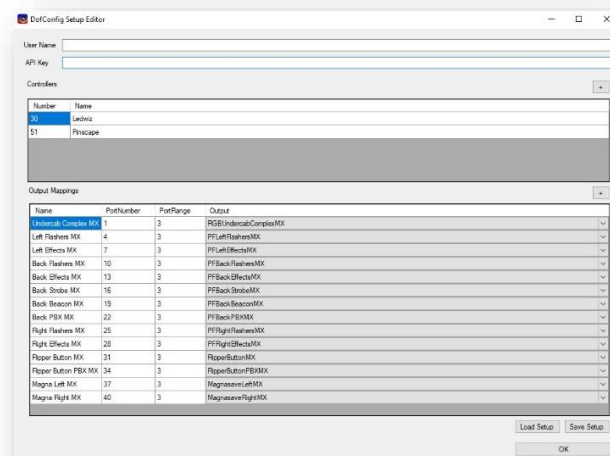 DofConfig Setup Editor
User Name
API Key
Controllers
+
Number Name
30 Ledwiz
51 Pinscape
Output Mappings
+
Name PortNumber PortRange Output
Undercab Complex MX 1 3 RGBUndercabComplexMX
Left Flashers MX 4 3 PFLeftFlashersMX
Left Effects MX 7 3 PFLeftEffectsMX
Back Flashers MX 10 3 PFBackFlashersMX
Back Effects MX 13 3 PFBackEffectsMX
Back Strobe MX 16 3 PFBackStrobeMX
Back Beacon MX 19 3 PFBackBeaconMX
Back PBX MX 22 3 PFBackPBXMX
Right Flashers MX 25 3 PFRightFlashersMX
Right Effects MX 28 3 PFRightEffectsMX
Flipper Button MX 31 3 FlipperButtonMX
Flipper Button PBX MX 34 3 FlipperButtonPBXMX
Magna Left MX 37 3 MagnasaveLeftMX
Magna Right MX 40 3 MagnasaveRightMX
Load Setup Save Setup
OK